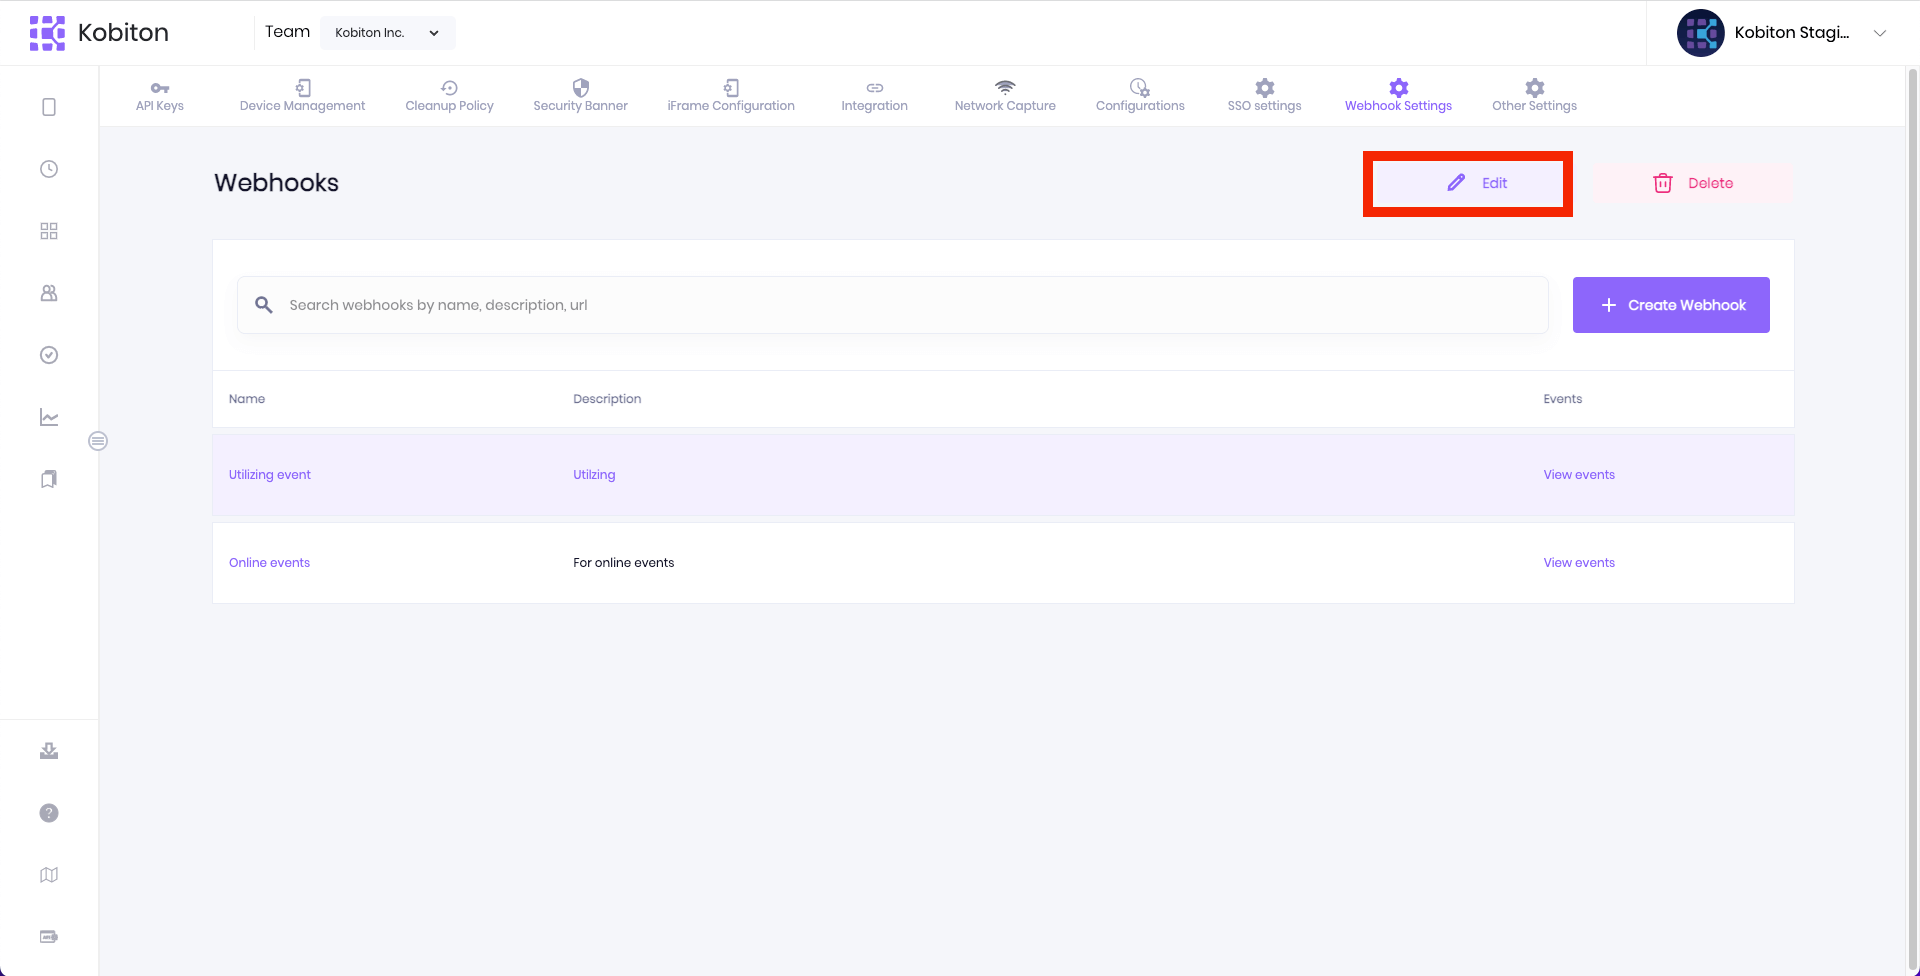 Kobiton
Team
Kobiton Inc.
Kobiton Stagi...
API Keys
Device Management
Cleanup Policy
Security Banner
iFrame Configuration
Integration
Network Capture
Configurations
SSO settings
Webhook Settings
Other Settings
Webhooks
Edit
Delete
Search webhooks by name, description, url
Create Webhook
Name
Description
Events
Utilizing event
Utilzing
View events
Online events
For online events
View events
?